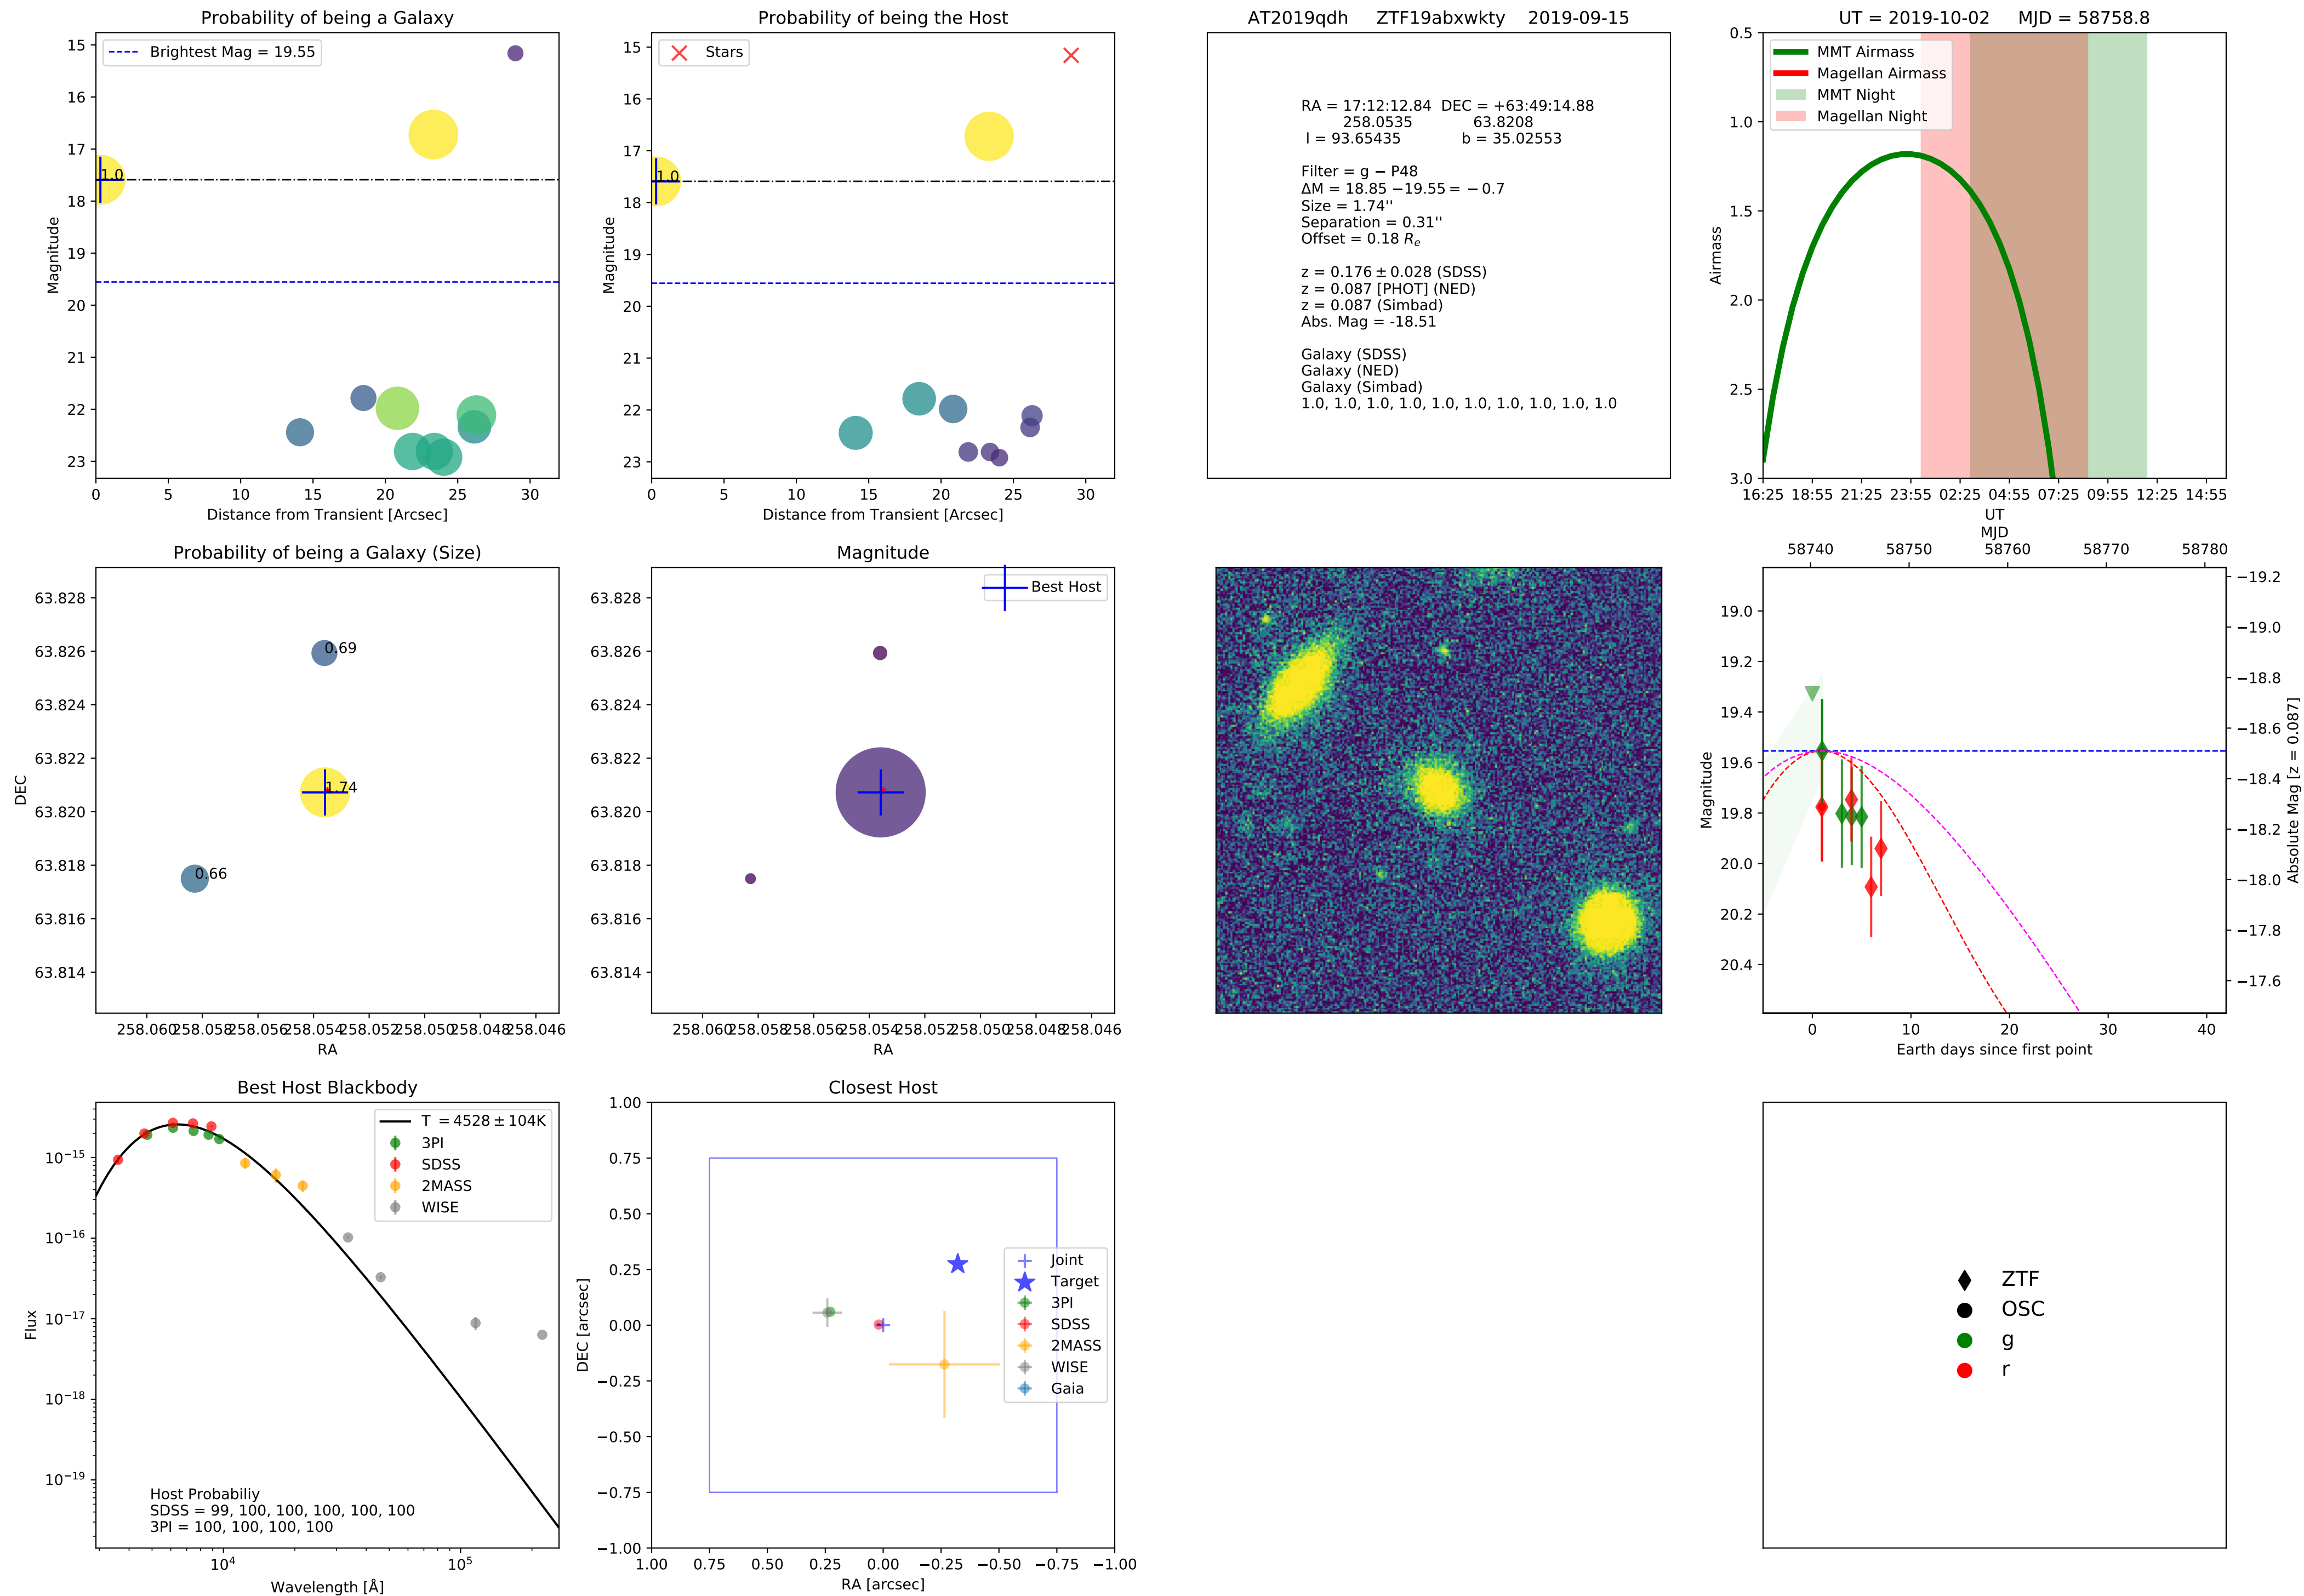 Probability of being a Galaxy
Brightest Mag = 19.55
1.0
15
16
17
18
19
20
21
22
23
Magnitude
0 5 10 15 20 25 30
Distance from Transient [Arcsec]
Probability of being the Host
Stars
1.0
15
16
17
18
19
20
21
22
23
Magnitude
0 5 10 15 20 25 30
Distance from Transient [Arcsec]
AT2019qdh ZTF19abxwkty 2019-09-15
RA = 17:12:12.84 DEC = +63:49:14.88
258.0535 63.8208
l = 93.65435 b = 35.02553
Filter = g − P48
ΔM = 18.85 −19.55 = −0.7
Size = 1.74''
Separation = 0.31''
Offset = 0.18 Re
z = 0.176 ± 0.028 (SDSS)
z = 0.087 [PHOT] (NED)
z = 0.087 (Simbad)
Abs. Mag = -18.51
Galaxy (SDSS)
Galaxy (NED)
Galaxy (Simbad)
1.0, 1.0, 1.0, 1.0, 1.0, 1.0, 1.0, 1.0, 1.0, 1.0
UT = 2019-10-02 MJD = 58758.8
MMT Airmass
Magellan Airmass
MMT Night
Magellan Night
0.5
1.0
1.5
2.0
2.5
3.0
Airmass
16:25 18:55 21:25 23:55 02:25 04:55 07:25 09:55 12:25 14:55
UT
Probability of being a Galaxy (Size)
0.69
1.74
0.66
63.828
63.826
63.824
63.822
63.820
63.818
63.816
63.814
DEC
258.060 258.058 258.056 258.054 258.052 258.050 258.048 258.046
RA
Magnitude
Best Host
63.828
63.826
63.824
63.822
63.820
63.818
63.816
63.814
258.060 258.058 258.056 258.054 258.052 258.050 258.048 258.046
RA
MJD
58740 58750 58760 58770 58780
19.0
19.2
19.4
19.6
19.8
20.0
20.2
20.4
Magnitude
−19.2
−19.0
−18.8
−18.6
−18.4
−18.2
−18.0
−17.8
−17.6
Absolute Mag [z = 0.087]
0 10 20 30 40
Earth days since first point
Best Host Blackbody
T = 4528 ± 104K
3PI
SDSS
2MASS
WISE
10−15
10−16
10−17
10−18
10−19
Flux
Host Probabiliy
SDSS = 99, 100, 100, 100, 100, 100
3PI = 100, 100, 100, 100
104 105
Wavelength [Å]
Closest Host
Joint
Target
3PI
SDSS
2MASS
WISE
Gaia
1.00
0.75
0.50
0.25
0.00
−0.25
−0.50
−0.75
−1.00
DEC [arcsec]
1.00 0.75 0.50 0.25 0.00 −0.25 −0.50 −0.75 −1.00
RA [arcsec]
ZTF
OSC
g
r